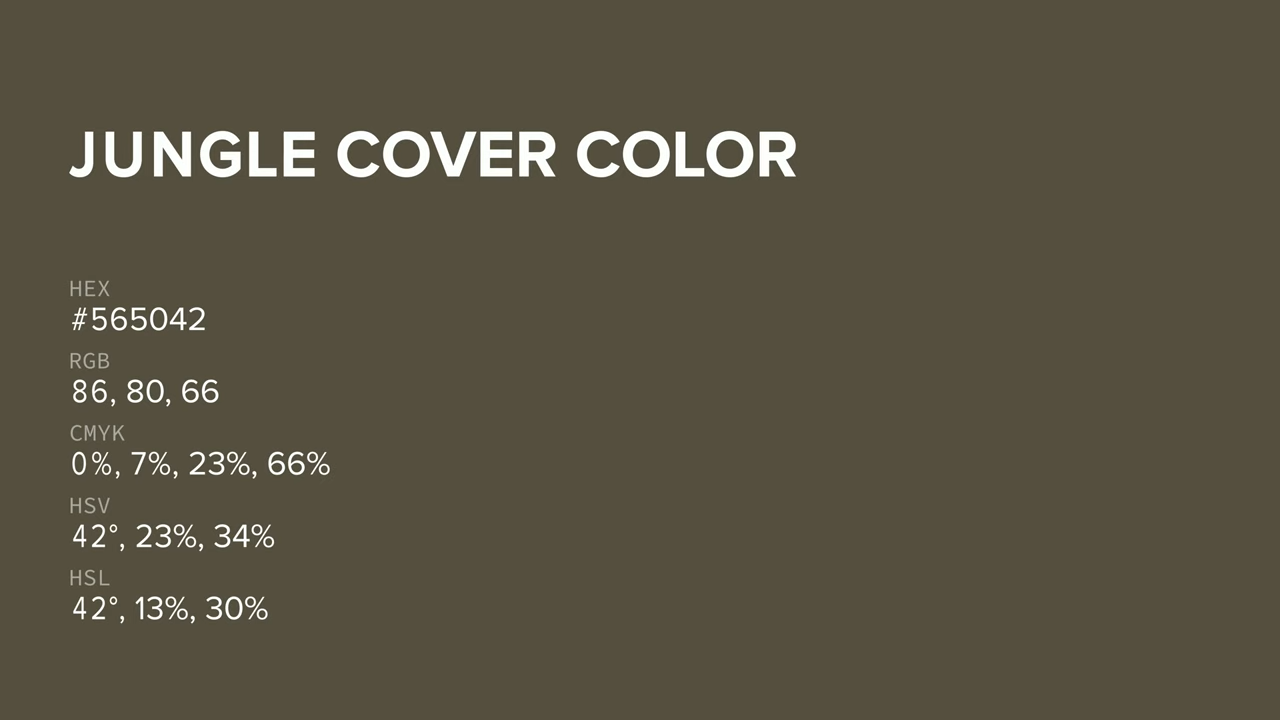 JUNGLE COVER COLOR
HEX
#565042
RGB
86, 80, 66
CMYK
0%, 7%, 23%, 66%
HSV
42°, 23%, 34%
HSL
42°, 13%, 30%